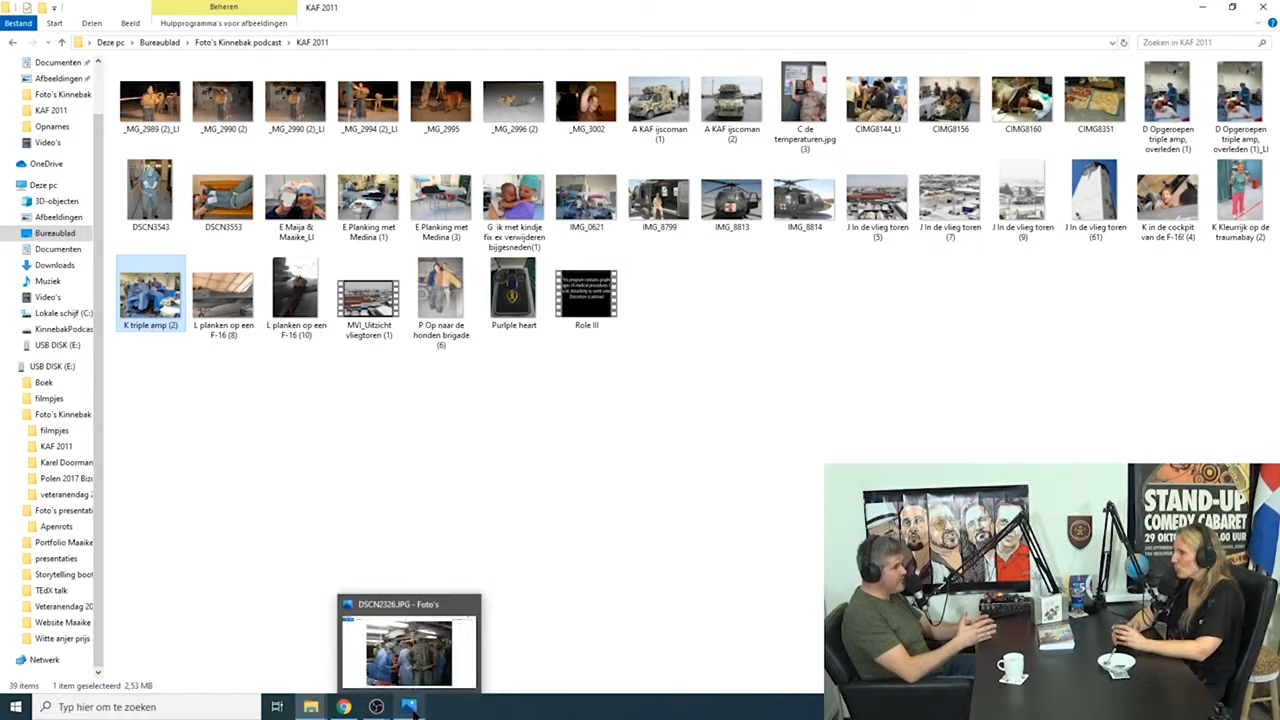 Beheren
KAF 2011
Bestand
Start
Delen
Beeld
Hulpprogramma's voor afbeeldingen
Deze pc
Bureaublad
Foto's Kinnebak podcast
KAF 2011
Zoeken in KAF 2011
Documenten
Afbeeldingen
Foto's Kinnebak
KAF 2011
Opnames
Video's
OneDrive
Deze pc
3D-objecten
Afbeeldingen
Bureaublad
Documenten
Downloads
Muziek
Video's
Lokale schijf (C:)
KinnebakPodcas
USB DISK (E:)
USB DISK (E:)
Boek
filmpjes
Foto's Kinnebak
filmpjes
KAF 2011
Karel Doorman
Polen 2017 Bizo
veteranendag 2
Foto's presentati
Apenrots
Portfolio Maaike
presentaties
Storytelling boot
TEdX talk
Veteranendag 20
Website Maaike
Witte anjer prijs
Netwerk
_MG_2989 (2)_LI
_MG_2990 (2)
_MG_2990 (2)_LI
_MG_2994 (2)_LI
_MG_2995
_MG_2996 (2)
_MG_3002
A KAF ijscoman
(1)
A KAF ijscoman
(2)
C de
temperaturen.jpg
(3)
CIMG8144_LI
CIMG8156
CIMG8160
CIMG8351
D Opgeroepen
triple amp,
overleden (1)
D Opgeroepen
triple amp,
overleden (1)_LI
DSCN3543
DSCN3553
E Maija &
Maaike_LI
E Planking met
Medina (1)
E Planking met
Medina (3)
G ik met kindje
fix ex verwijderen
bijgesneden(1)
IMG_0621
IMG_8799
IMG_8813
IMG_8814
J In de vlieg toren
(5)
J In de vlieg toren
(7)
J In de vlieg toren
(9)
J In de vlieg toren
(61)
K in de cockpit
van de F-16! (4)
K Kleurrijk op de
traumabay (2)
K triple amp (2)
L planken op een
F-16 (8)
L planken op een
F-16 (10)
MVI_Uitzicht
vliegtoren (1)
P Op naar de
honden brigade
(6)
Purlple heart
Role III
DSCN2326.JPG - Foto's
STAND-UP
COMEDY CABARET
29 OKTO
39 items
1 item geselecteerd 2,53 MB
Typ hier om te zoeken